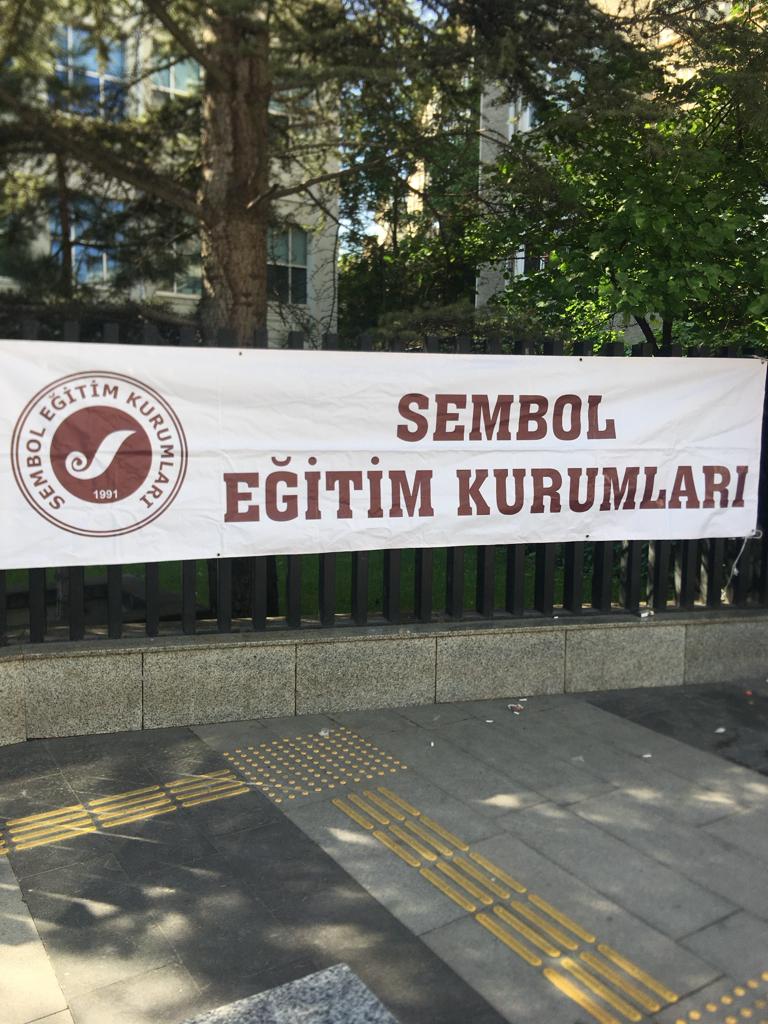 SEMBOL EĞİTİM KURUMLARI
1991
SEMBOL
EĞİTİM KURUMLARI